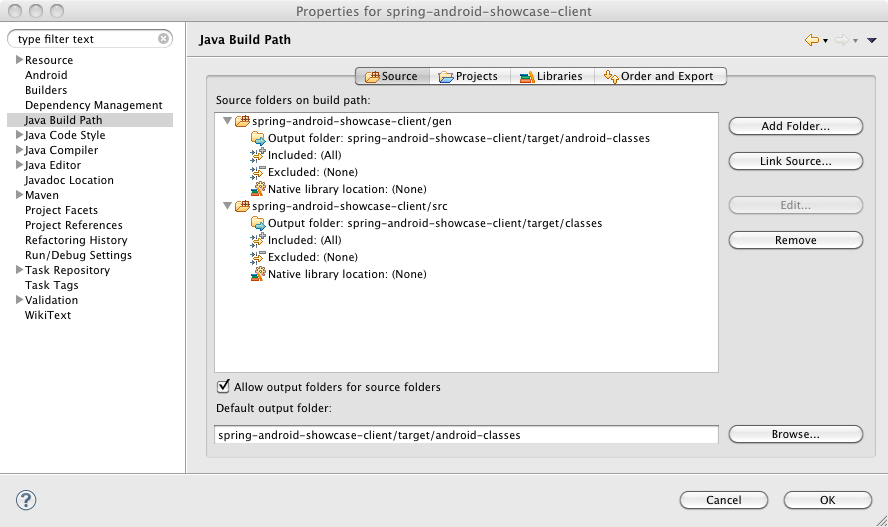 Properties for spring-android-showcase-client
type filter text
Resource
Android
Builders
Dependency Management
Java Build Path
Java Code Style
Java Compiler
Java Editor
Javadoc Location
Maven
Project Facets
Project References
Refactoring History
Run/Debug Settings
Task Repository
Task Tags
Validation
WikiText
Java Build Path
Source Projects Libraries Order and Export
Source folders on build path:
spring-android-showcase-client/gen
Output folder: spring-android-showcase-client/target/android-classes
Included: (All)
Excluded: (None)
Native library location: (None)
spring-android-showcase-client/src
Output folder: spring-android-showcase-client/target/classes
Included: (All)
Excluded: (None)
Native library location: (None)
Add Folder...
Link Source...
Edit...
Remove
Allow output folders for source folders
Default output folder:
spring-android-showcase-client/target/android-classes
Browse...
?
Cancel OK